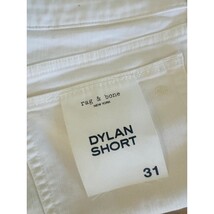 rag & bone
NEW YORK
DYLAN
SHORT
31